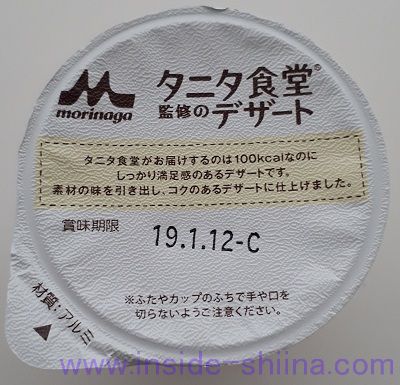 morinaga
タニタ食堂®
監修のデザート
タニタ食堂がお届けするのは100kcalなのに
しっかり満足感のあるデザートです。
素材の味を引き出し、コクのあるデザートに仕上げました。
賞味期限
19.1.12-C
材質：アルミ
※ふたやカップのふちで手や口を
切らないようご注意ください。
www.inside-shiina.com